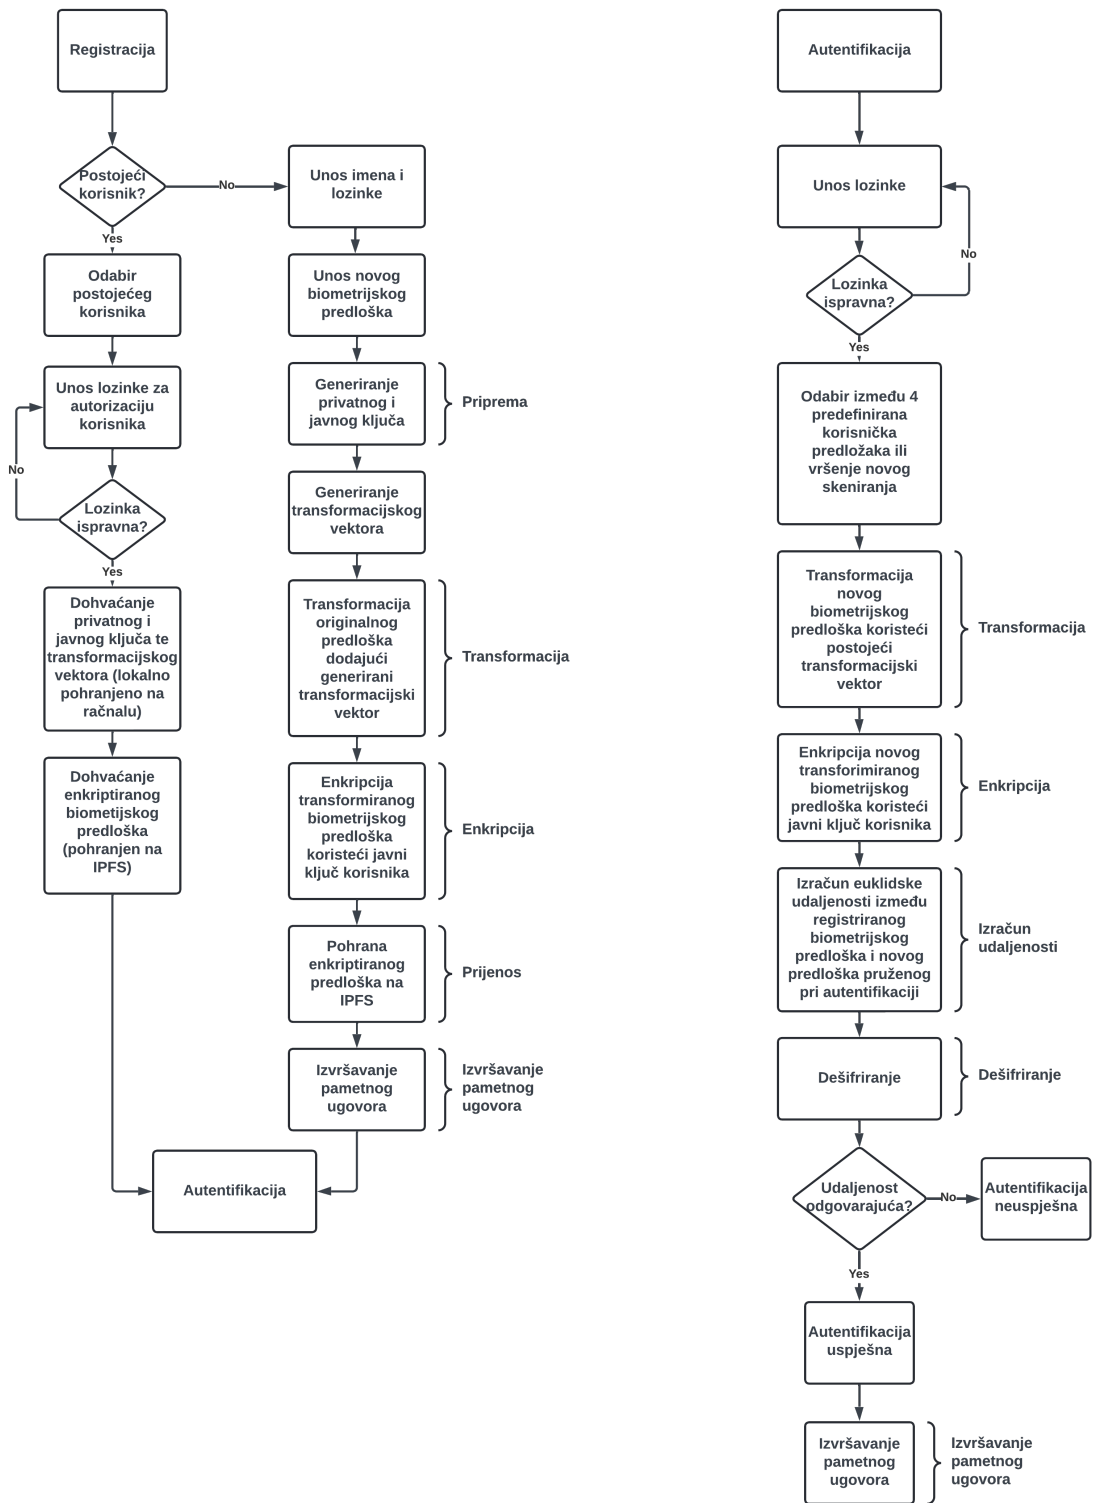 Registracija
Postojeći
korisnik?
No
Yes
Odabir
postojećeg
korisnika
Unos lozinke za
autorizaciju
korisnika
No
Lozinka
ispravna?
Yes
Dohvaćanje
privatnog i
javnog ključa te
transformacijskog
vektora (lokalno
pohranjeno na
račnalu)
Dohvaćanje
enkriptiranog
biometijskog
predloška
(pohranjen na
IPFS)
Unos imena i
lozinke
Unos novog
biometrijskog
predloška
Generiranje
privatnog i
javnog ključa
Priprema
Generiranje
transformacijskog
vektora
Transformacija
originalnog
predloška
dodajući
generirani
transformacijski
vektor
Transformacija
Enkripcija
transformiranog
biometrijskog
predloška
koristeći javni
ključ korisnika
Enkripcija
Pohrana
enkriptiranog
predloška na
IPFS
Prijenos
Izvršavanje
pametnog
ugovora
Izvršavanje
pametnog
ugovora
Autentifikacija
Autentifikacija
Unos lozinke
No
Lozinka
ispravna?
Yes
Odabir između 4
predefinirana
korisnička
predložaka ili
vršenje novog
skeniranja
Transformacija
novog
biometrijskog
predloška koristeći
postojeći
transformacijski
vektor
Transformacija
Enkripcija novog
transforimiranog
biometrijskog
predloška koristeći
javni ključ korisnika
Enkripcija
Izračun euklidske
udaljenosti između
registriranog
biometrijskog
predloška i novog
predloška pruženog
pri autentifikaciji
Izračun
udaljenosti
Dešifriranje
Dešifriranje
Udaljenost
odgovarajuća?
No
Autentifikacija
neuspješna
Yes
Autentifikacija
uspješna
Izvršavanje
pametnog
ugovora
Izvršavanje
pametnog
ugovora